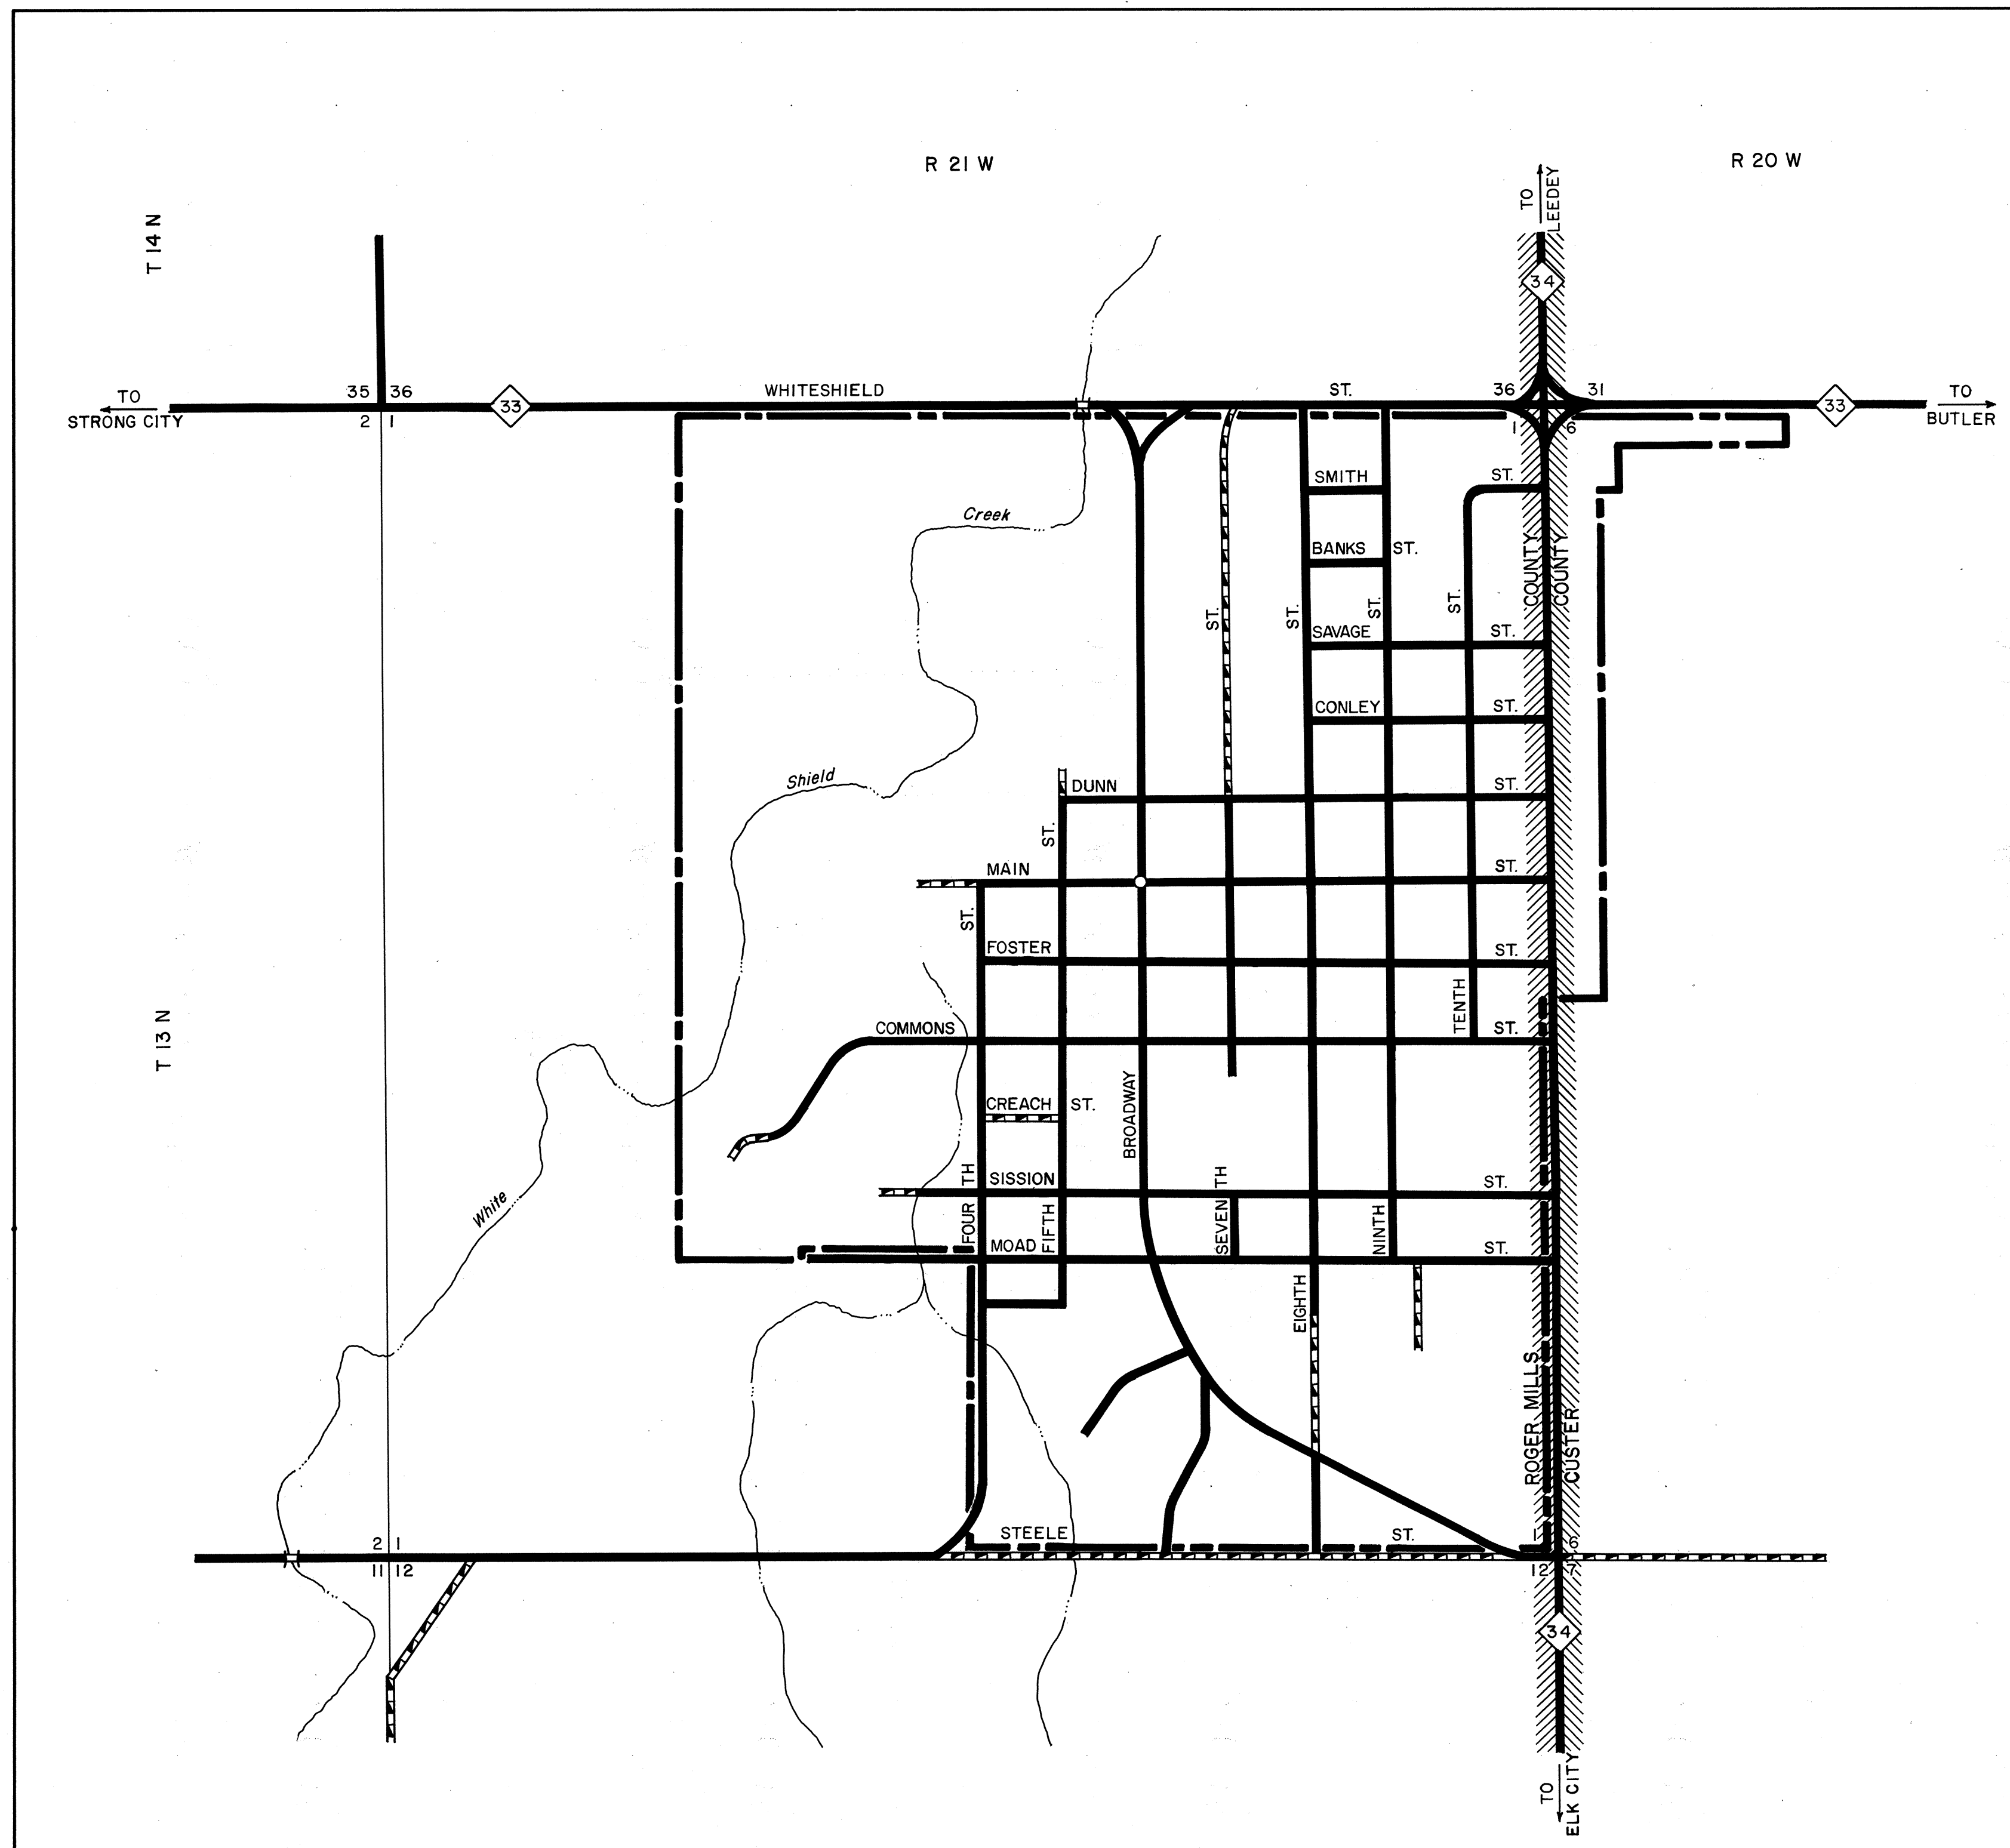 R 21 W
R 20 W
T 14 N
TO LEEDEY
34
TO STRONG CITY
35 36
2 1
33
WHITESHIELD ST.
36 31
1 6
33
TO BUTLER
SMITH ST.
Creek
BANKS ST.
COUNTY
COUNTY
ST.
ST.
ST.
ST.
SAVAGE ST.
CONLEY ST.
Shield
DUNN ST.
ST.
MAIN ST.
ST.
FOSTER ST.
T 13 N
TENTH
COMMONS ST.
CREACH ST.
BROADWAY
White
SISSION ST.
FOUR TH
FIFTH
SEVEN TH
NINTH
MOAD ST.
EIGHTH
ROGER MILLS
CUSTER
STEELE ST.
2 1
11 12
1 6
12 7
34
TO ELK CITY